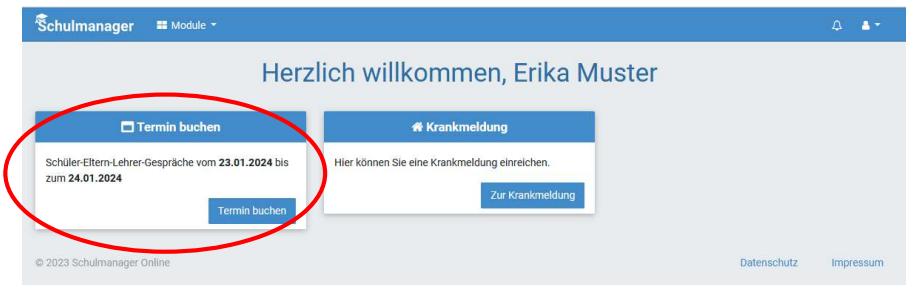 Schulmanager Module
Herzlich willkommen, Erika Muster
Termin buchen
Schüler-Eltern-Lehrer-Gespräche vom 23.01.2024 bis
zum 24.01.2024
Termin buchen
Krankmeldung
Hier können Sie eine Krankmeldung einreichen.
Zur Krankmeldung
© 2023 Schulmanager Online
Datenschutz Impressum